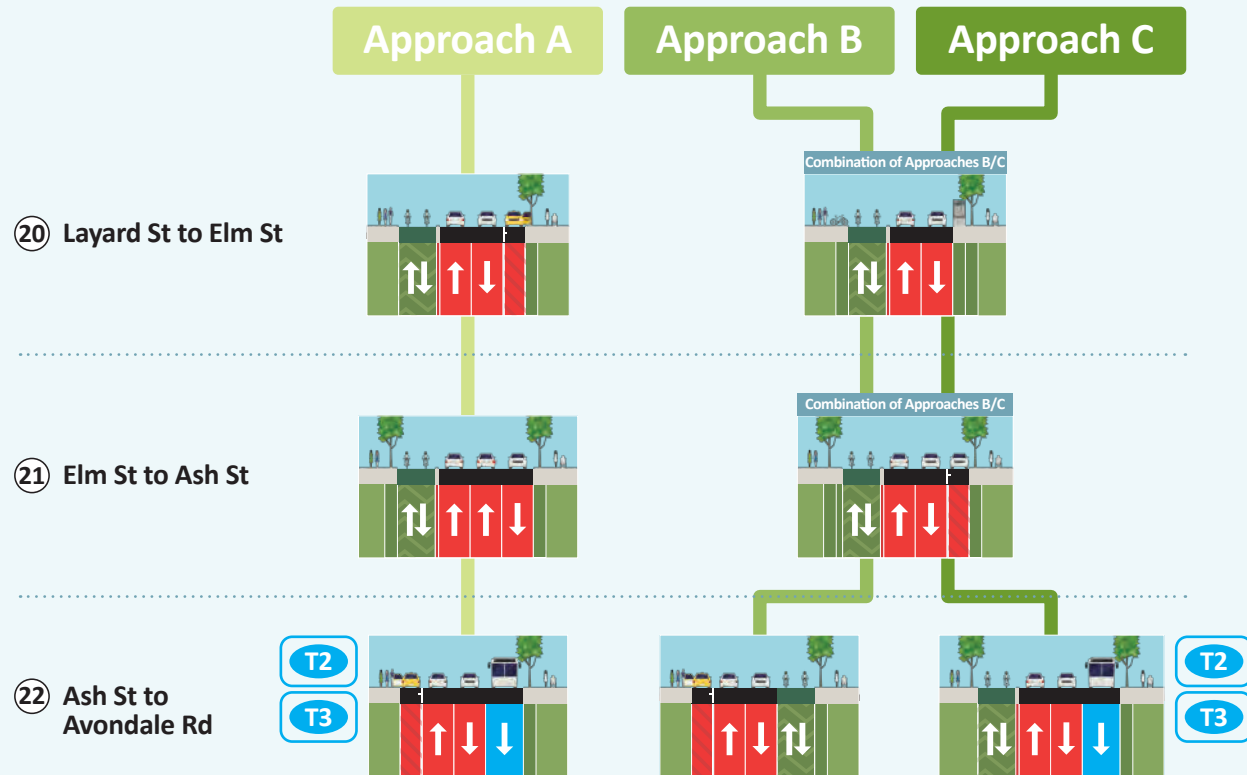 Approach A
Approach B
Approach C
Combination of Approaches B/C
20 Layard St to Elm St
Combination of Approaches B/C
21 Elm St to Ash St
T2
T3
22 Ash St to
Avondale Rd
T2
T3